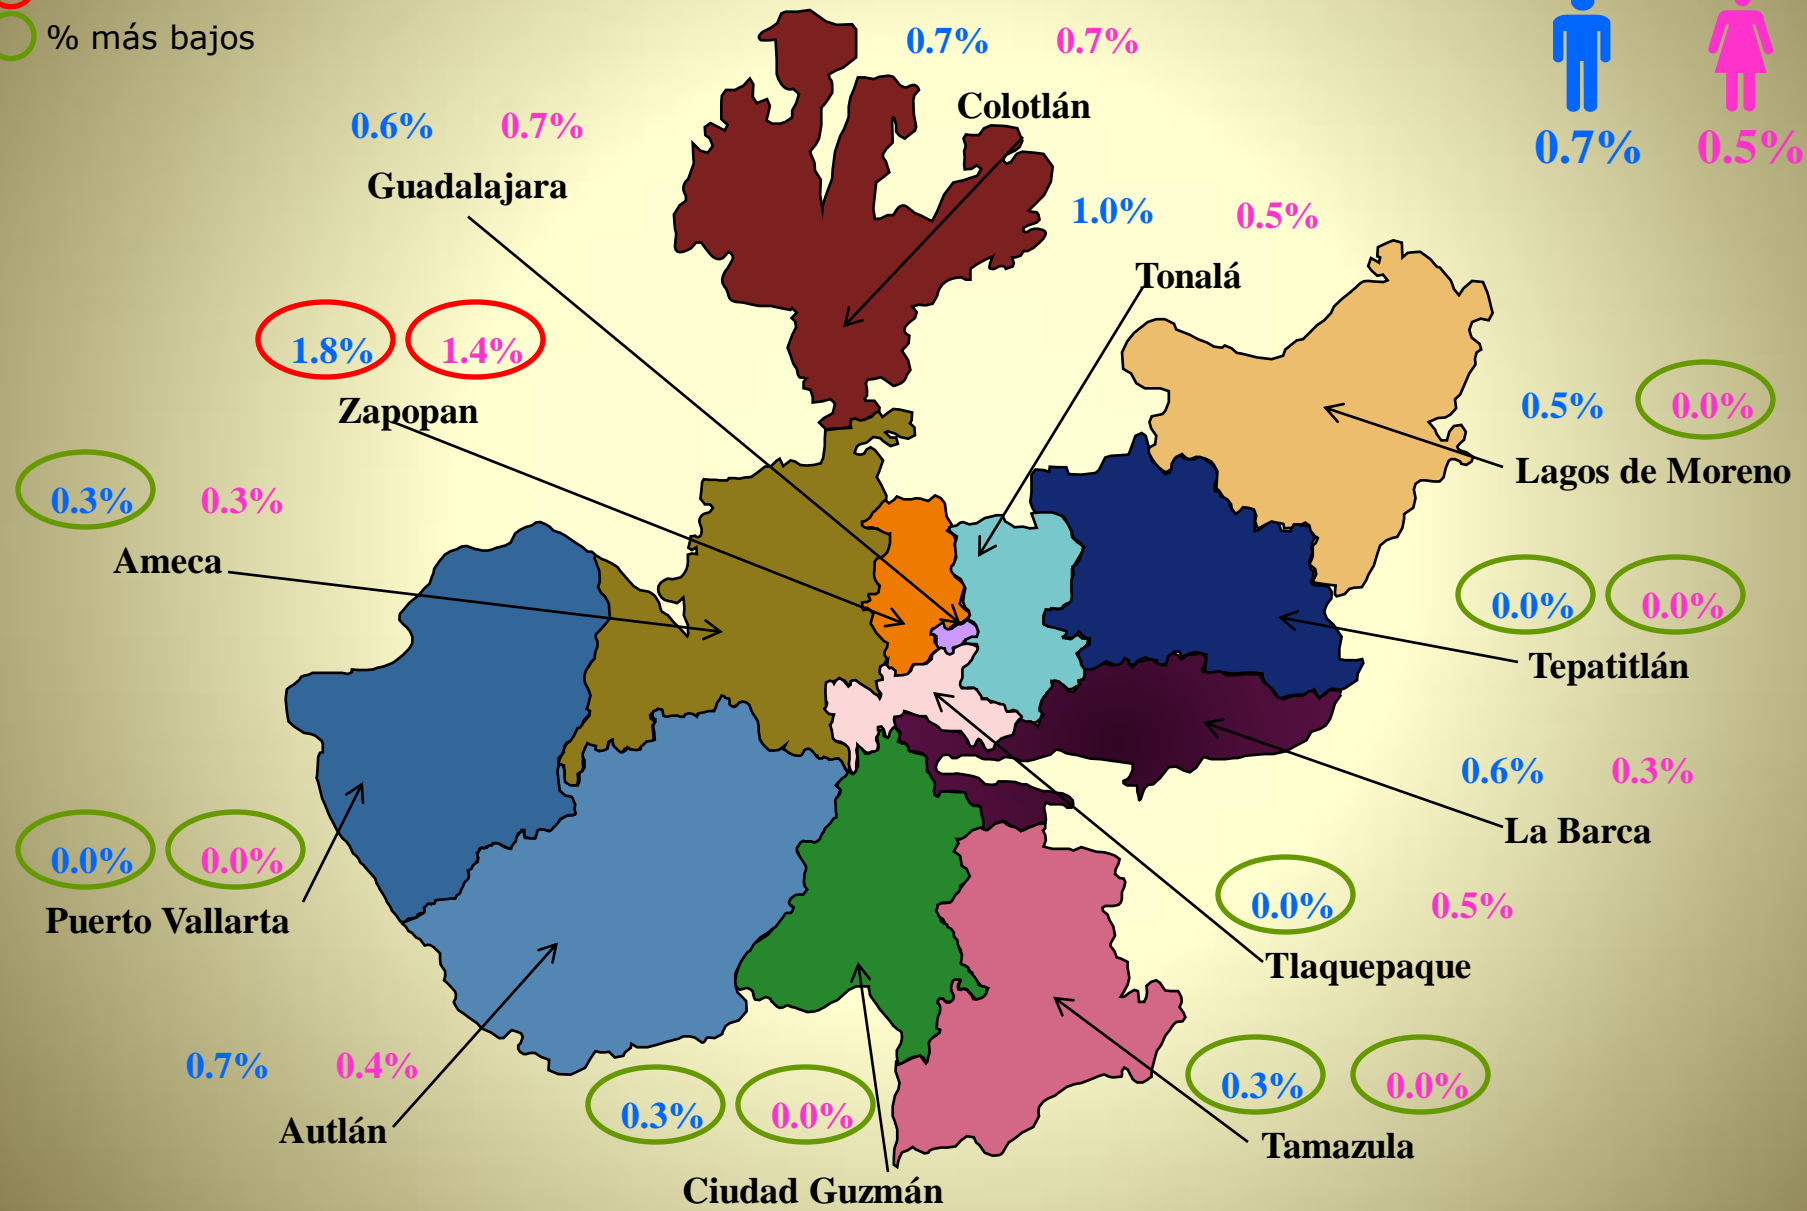 % más bajos
0.7% 0.5%
0.7% 0.7%
Colotlán
0.6% 0.7%
Guadalajara
1.0% 0.5%
Tonalá
1.8% 1.4%
Zapopan
0.5% 0.0%
Lagos de Moreno
0.3% 0.3%
Ameca
0.0% 0.0%
Tepatitlán
0.6% 0.3%
La Barca
0.0% 0.0%
Puerto Vallarta
0.0% 0.5%
Tlaquepaque
0.7% 0.4%
Autlán
0.3% 0.0%
Ciudad Guzmán
0.3% 0.0%
Tamazula